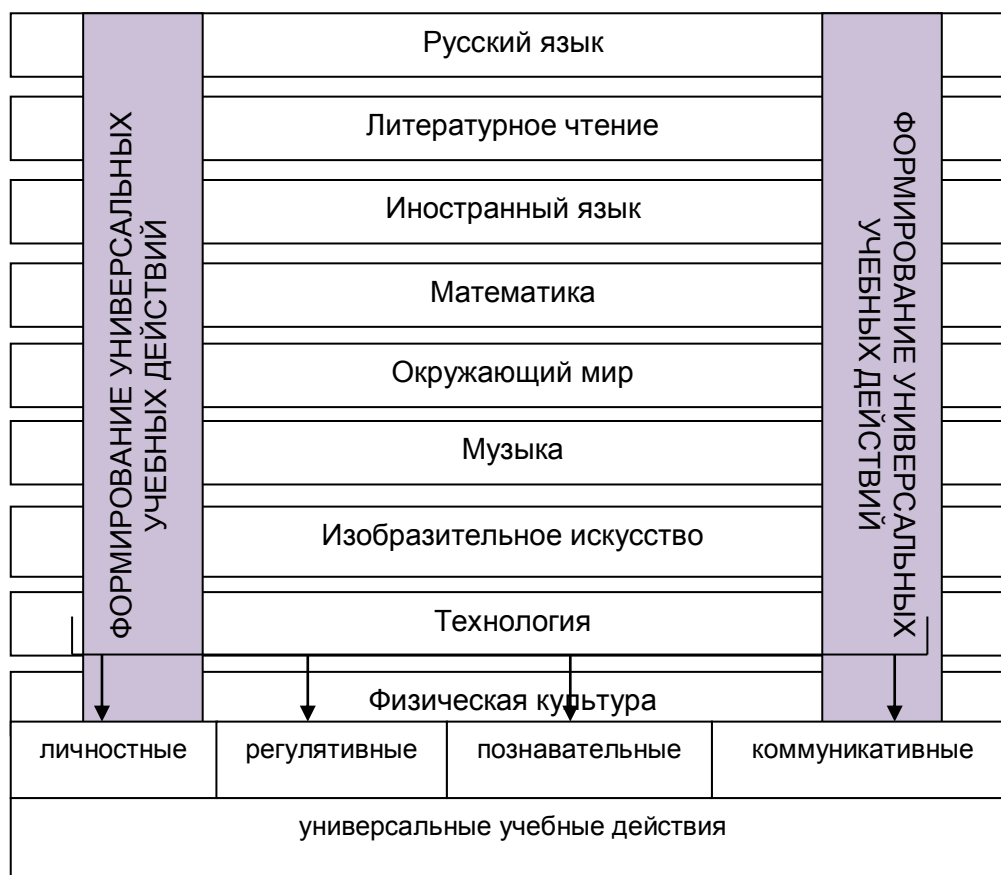 Русский язык
Литературное чтение
Иностранный язык
Математика
Окружающий мир
Музыка
Изобразительное искусство
Технология
Физическая культура
ФОРМИРОВАНИЕ УНИВЕРСАЛЬНЫХ
УЧЕБНЫХ ДЕЙСТВИЙ
ФОРМИРОВАНИЕ УНИВЕРСАЛЬНЫХ
УЧЕБНЫХ ДЕЙСТВИЙ
личностные
регулятивные
познавательные
коммуникативные
универсальные учебные действия